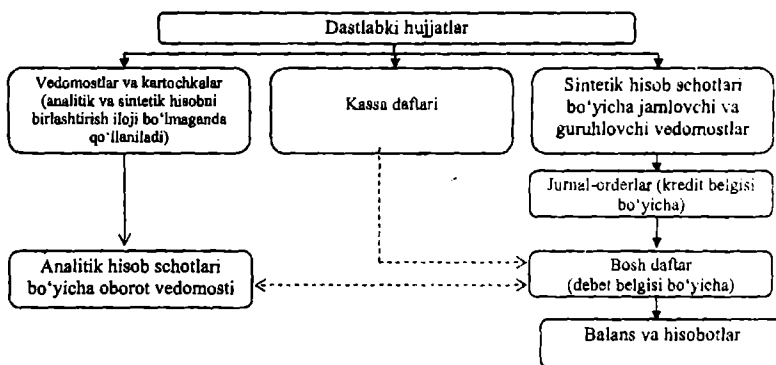 Dastlabki hujjatlar
Vedomostlar va kartochkalar
(analitik va sintetik hisobni
birlashtirish iloji bo‘lmaganda
qo‘llaniladi)
Kassa daftari
Sintetik hisob schotlari
bo‘yicha jamlovchi va
guruhlovchi vedomostlar
Jurnal-orderlar (kredit belgisi
bo‘yicha)
Analitik hisob schotlari
bo‘yicha oborot vedomosti
Bosh daftar
(debet belgisi bo‘yicha)
Balans va hisobotlar